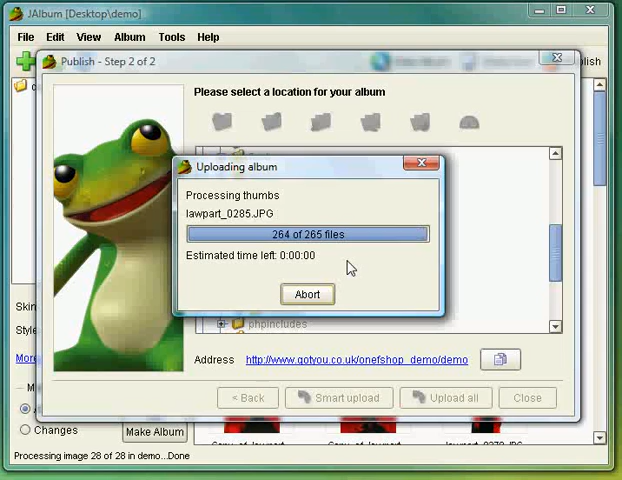 JAlbum [Desktop\demo]
File Edit View Album Tools Help
Publish - Step 2 of 2
Please select a location for your album
Uploading album
Processing thumbs
lawpart_0285.JPG
264 of 265 files
Estimated time left: 0:00:00
Abort
phpincludes
Address http://www.gotyou.co.uk/onefshop_demo/demo
< Back Smart upload Upload all Close
Changes
Make Album
Processing image 28 of 28 in demo...Done